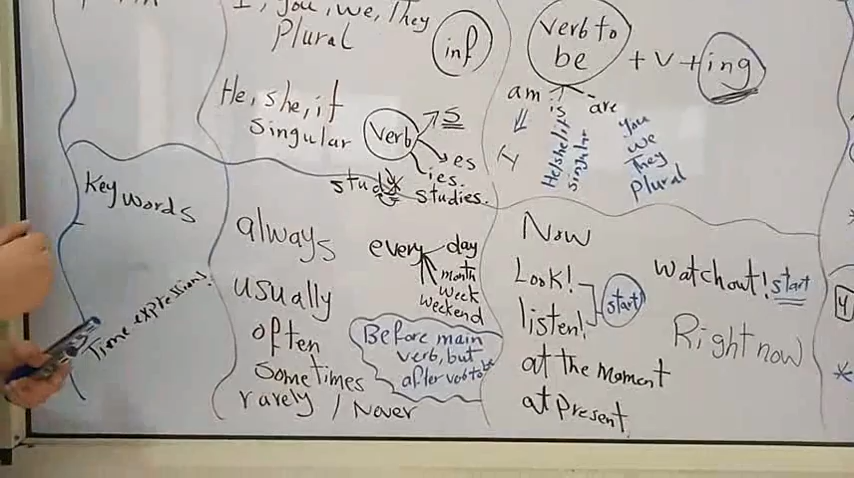 I, You, we, They
Plural
inf
He, she, it
singular
verb
s
es
ies.
study
studies.
verb to
be
+ v + ing
am
is
are
I
He/she/it
singular
You
we
They
plural
Key words
Time expressions
always
usually
often
sometimes
rarely / Never
every day
month
week
weekend
Before main
verb, but
after verb to be
Now
Look!
listen!
start
at the Moment
at Present
watch out! start
Right now